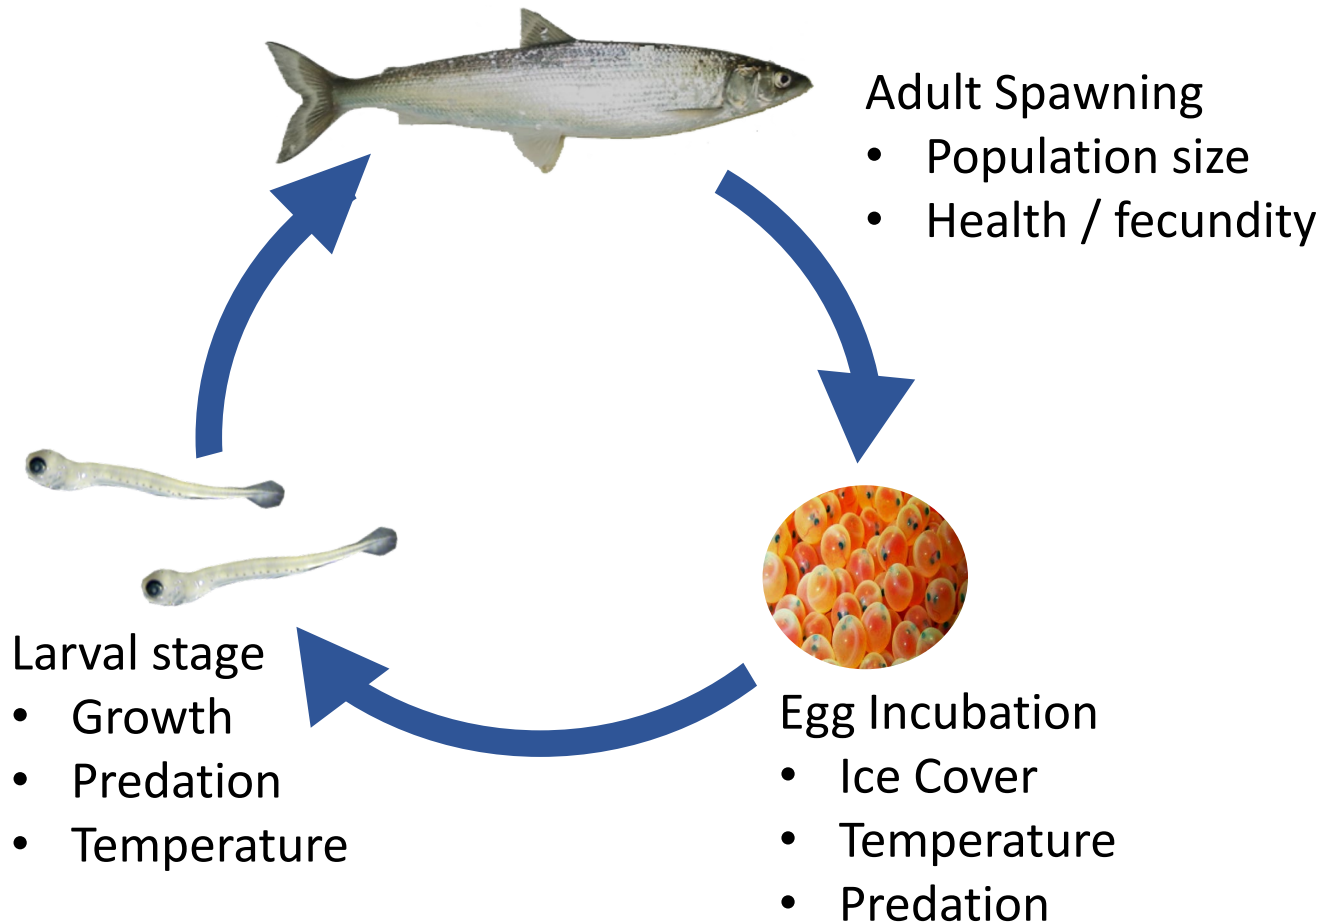 Adult Spawning
• Population size
• Health / fecundity
Larval stage
• Growth
• Predation
• Temperature
Egg Incubation
• Ice Cover
• Temperature
• Predation